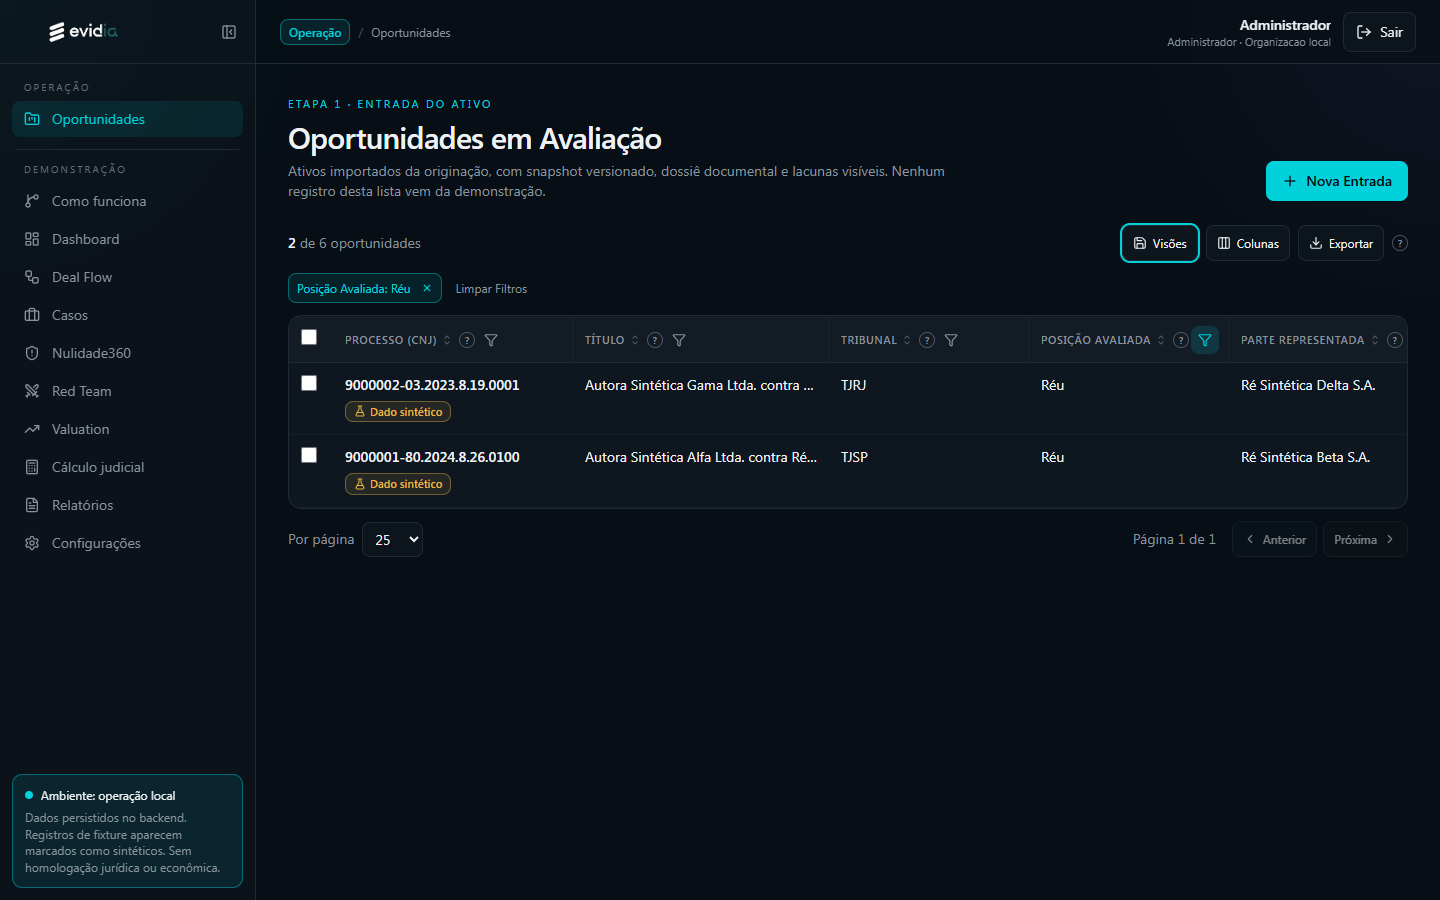 evidia
OPERAÇÃO
Oportunidades
DEMONSTRAÇÃO
Como funciona
Dashboard
Deal Flow
Casos
Nulidade360
Red Team
Valuation
Cálculo judicial
Relatórios
Configurações
Ambiente: operação local
Dados persistidos no backend.
Registros de fixture aparecem
marcados como sintéticos. Sem
homologação jurídica ou econômica.
Operação / Oportunidades
Administrador
Administrador · Organizacao local
Sair
ETAPA 1 · ENTRADA DO ATIVO
Oportunidades em Avaliação
Ativos importados da originação, com snapshot versionado, dossiê documental e lacunas visíveis. Nenhum
registro desta lista vem da demonstração.
+ Nova Entrada
2 de 6 oportunidades
Visões
Colunas
Exportar
?
Posição Avaliada: Réu ×
Limpar Filtros
PROCESSO (CNJ) ? TÍTULO ? TRIBUNAL ? POSIÇÃO AVALIADA ? PARTE REPRESENTADA ?
9000002-03.2023.8.19.0001 Autora Sintética Gama Ltda. contra ... TJRJ Réu Ré Sintética Delta S.A.
Dado sintético
9000001-80.2024.8.26.0100 Autora Sintética Alfa Ltda. contra Ré... TJSP Réu Ré Sintética Beta S.A.
Dado sintético
Por página 25
Página 1 de 1
Anterior
Próxima